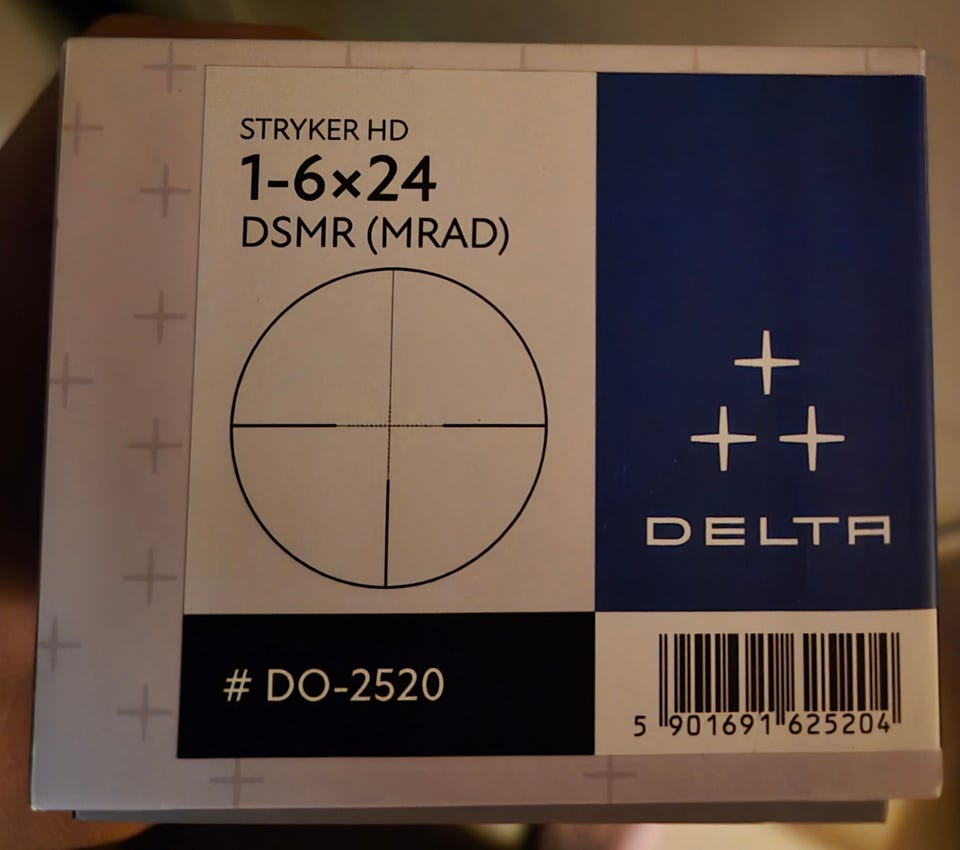 STRYKER HD
1-6×24
DSMR (MRAD)
# DO-2520
DELTA
5 901691 625204